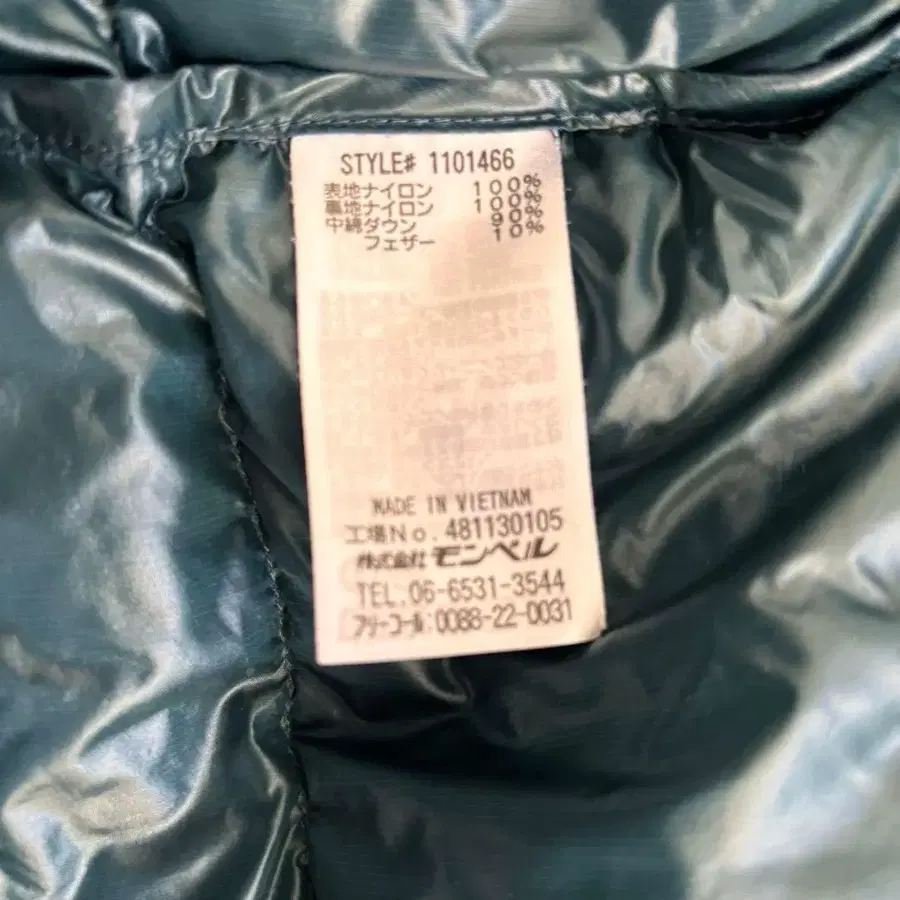 STYLE# 1101466
表地ナイロン 100%
裏地ナイロン 100%
中綿ダウン 90%
フェザー 10%
MADE IN VIETNAM
工場No. 481130105
株式会社 モンベル
TEL.06-6531-3544
フリーコール:0088-22-0031